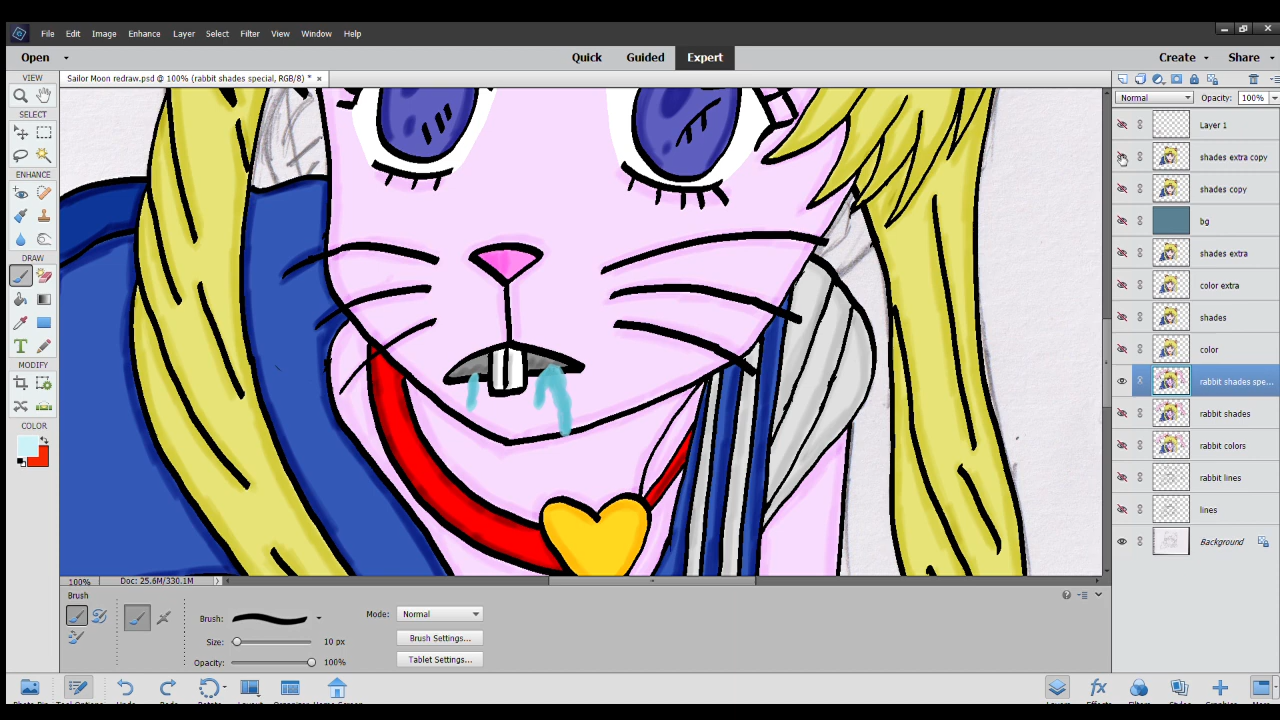 File Edit Image Enhance Layer Select Filter View Window Help
Open Quick Guided Expert Create Share
VIEW
Sailor Moon redraw.psd @ 100% (rabbit shades special, RGB/8) *
Normal Opacity: 100%
SELECT
Layer 1
shades extra copy
ENHANCE
shades copy
bg
DRAW
shades extra
color extra
shades
color
MODIFY
rabbit shades spe...
rabbit shades
COLOR
rabbit colors
rabbit lines
lines
Background
100% Doc: 25.6M/330.1M
Brush
Brush:
Mode: Normal
Size: 10 px
Brush Settings...
Opacity: 100%
Tablet Settings...